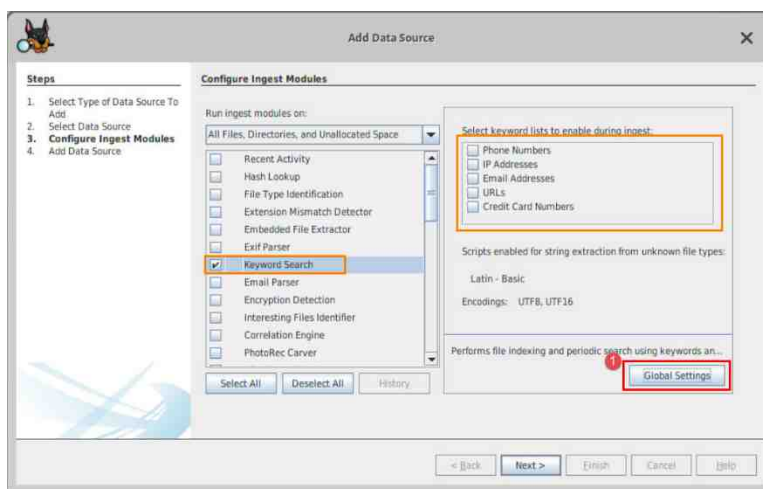 Add Data Source
Steps
1. Select Type of Data Source To
Add
2. Select Data Source
3. Configure Ingest Modules
4. Add Data Source
Configure Ingest Modules
Run ingest modules on:
All Files, Directories, and Unallocated Space
Recent Activity
Hash Lookup
File Type Identification
Extension Mismatch Detector
Embedded File Extractor
Exif Parser
Keyword Search
Email Parser
Encryption Detection
Interesting Files Identifier
Correlation Engine
PhotoRec Carver
Select All Deselect All History
Select keyword lists to enable during ingest:
Phone Numbers
IP Addresses
Email Addresses
URLs
Credit Card Numbers
Scripts enabled for string extraction from unknown file types:
Latin - Basic
Encodings: UTF8, UTF16
Performs file indexing and periodic search using keywords an...
1
Global Settings
< Back Next > Finish Cancel Help